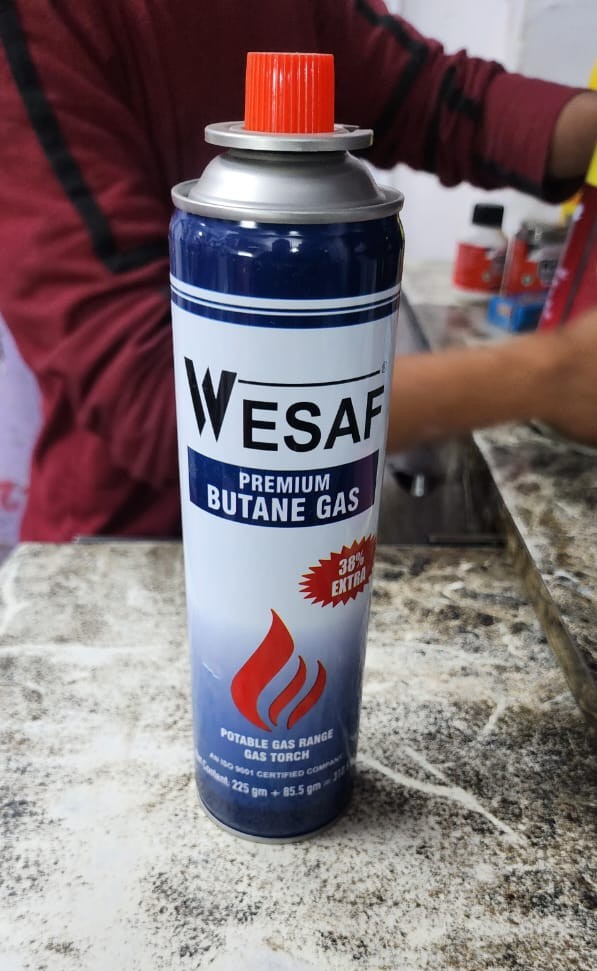 WESAF
PREMIUM
BUTANE GAS
38%
EXTRA
POTABLE GAS RANGE
GAS TORCH
AN ISO 9001 CERTIFIED COMPANY
Content. 225 gm + 85.5 gm =